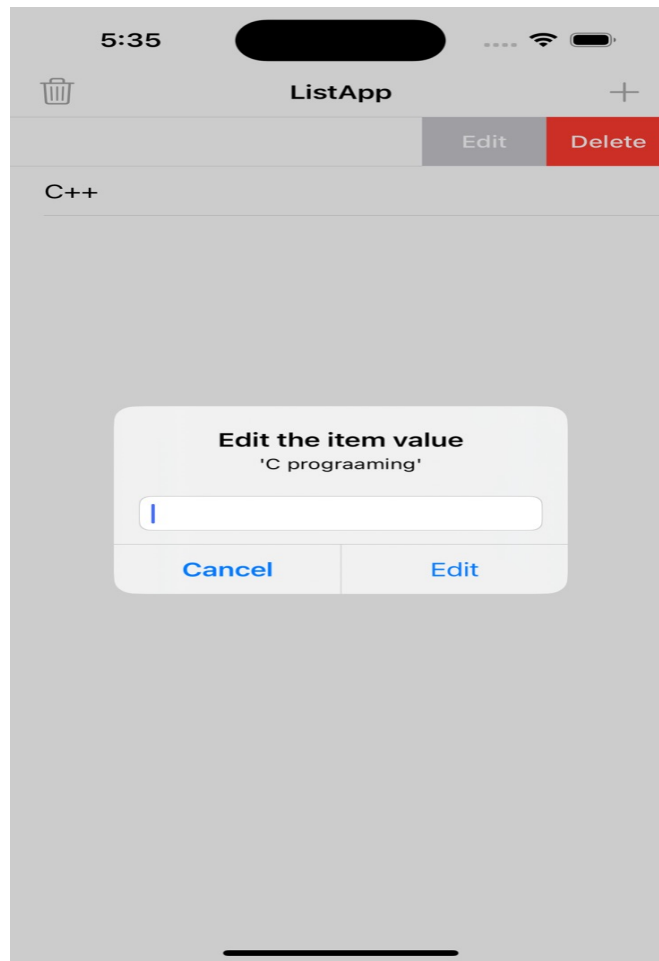 5:35
ListApp
Edit Delete
C++
Edit the item value
'C prograaming'
Cancel Edit